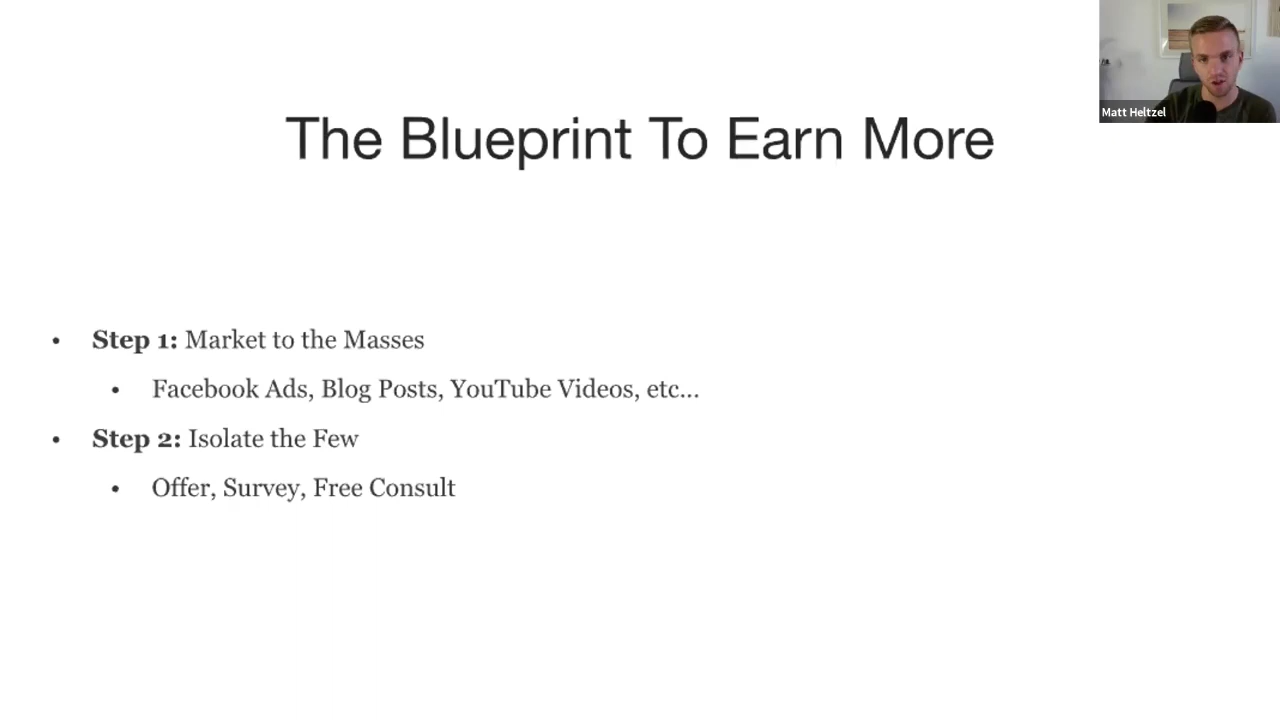 The Blueprint To Earn More
Matt Heltzel
• Step 1: Market to the Masses
• Facebook Ads, Blog Posts, YouTube Videos, etc...
• Step 2: Isolate the Few
• Offer, Survey, Free Consult